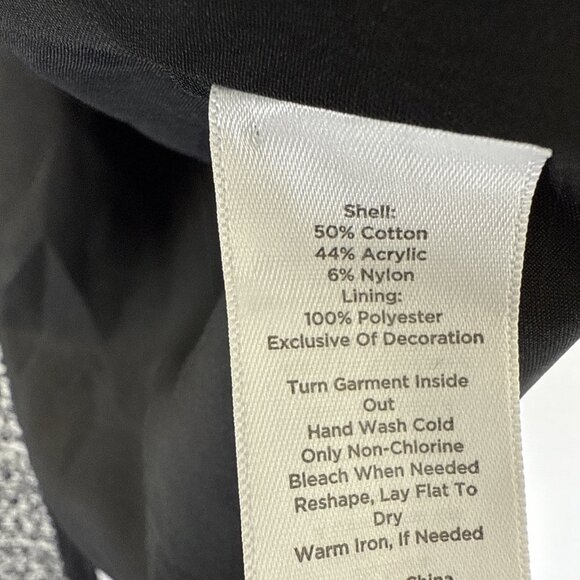 Shell:
50% Cotton
44% Acrylic
6% Nylon
Lining:
100% Polyester
Exclusive Of Decoration
Turn Garment Inside
Out
Hand Wash Cold
Only Non-Chlorine
Bleach When Needed
Reshape, Lay Flat To
Dry
Warm Iron, If Needed
China